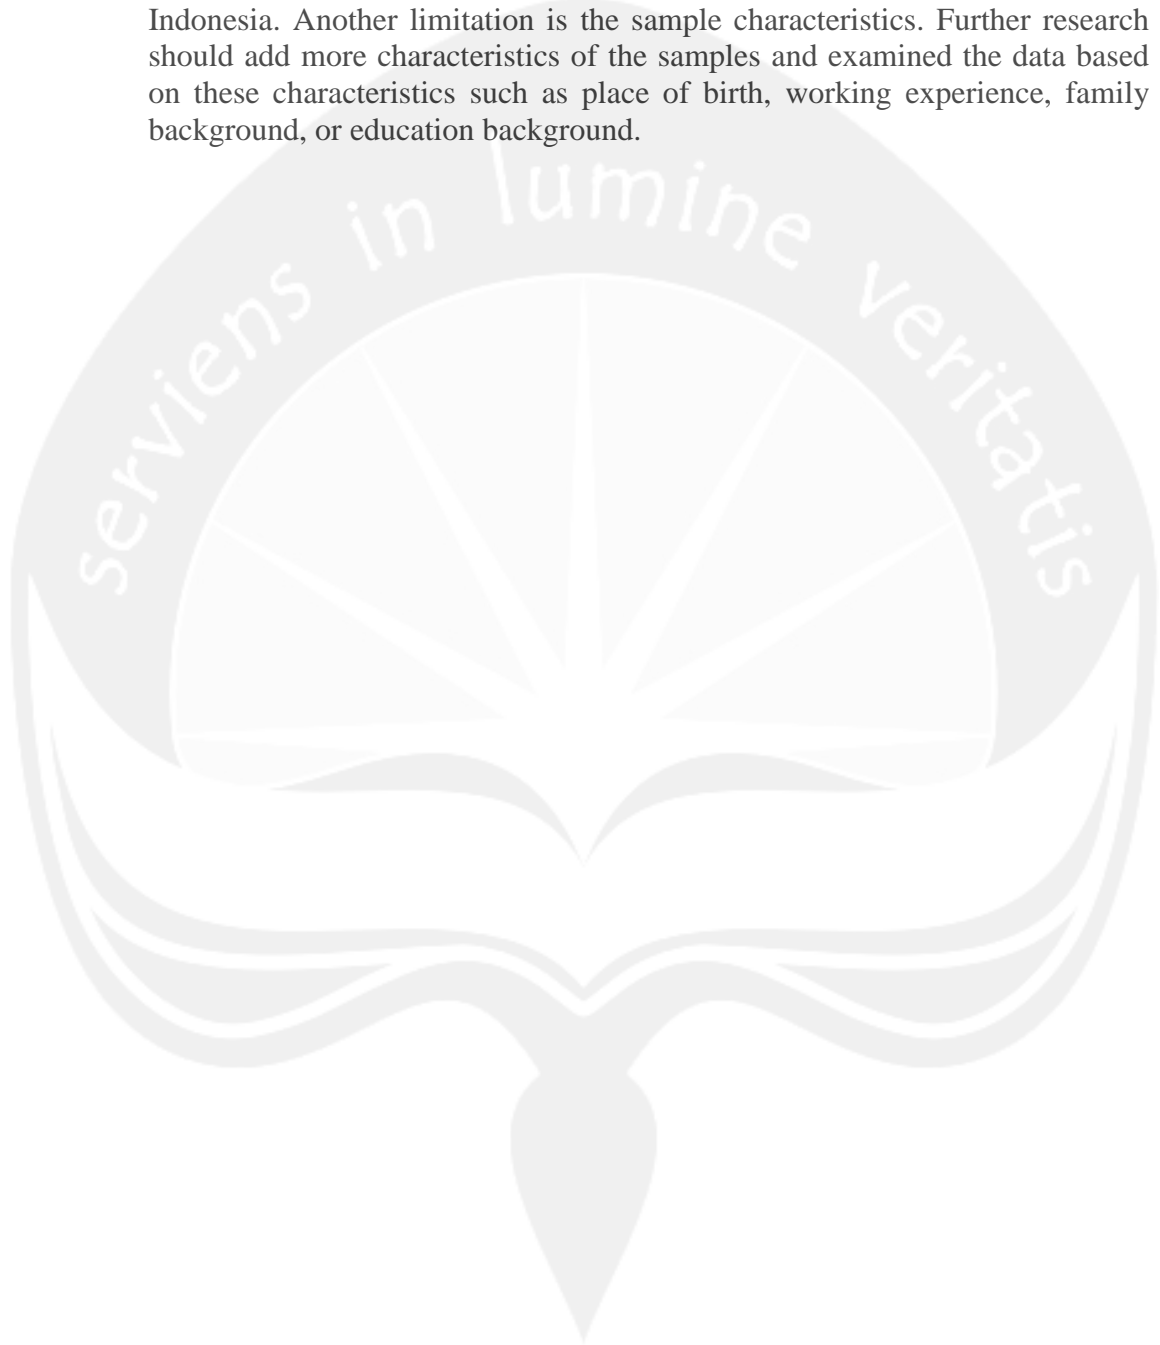 Indonesia. Another limitation is the sample characteristics. Further research
should add more characteristics of the samples and examined the data based
on these characteristics such as place of birth, working experience, family
background, or education background.
serviens in lumine veritatis